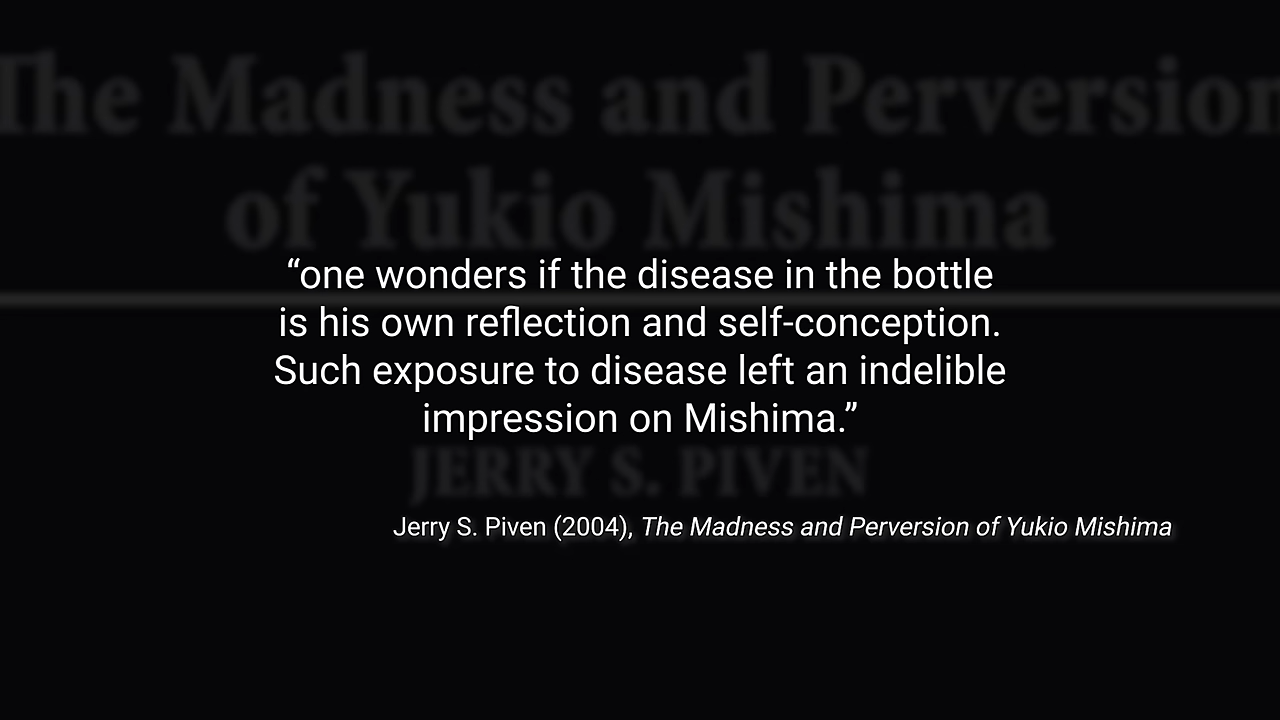 The Madness and Perversion
of Yukio Mishima
“one wonders if the disease in the bottle
is his own reflection and self-conception.
Such exposure to disease left an indelible
impression on Mishima.”
JERRY S. PIVEN
Jerry S. Piven (2004), The Madness and Perversion of Yukio Mishima